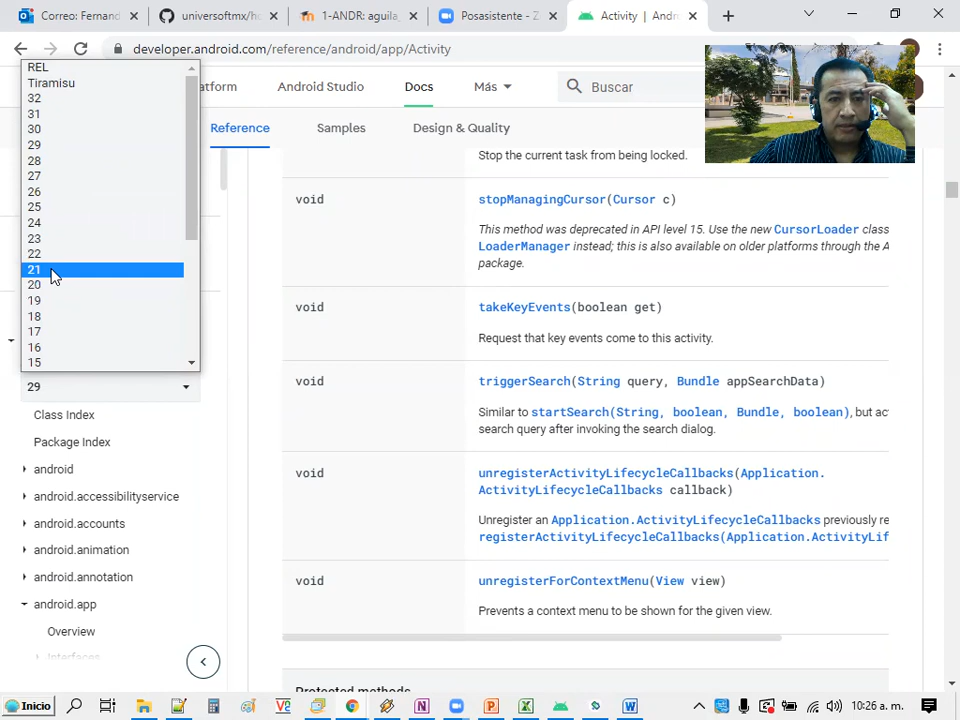 Correo: Fernand
universoftmx/hu
1-ANDR: aguila
Posasistente - Z
Activity | Andr
developer.android.com/reference/android/app/Activity
REL
Tiramisu
32
31
30
29
28
27
26
25
24
23
22
21
20
19
18
17
16
15
29
Class Index
Package Index
android
android.accessibilityservice
android.accounts
android.animation
android.annotation
android.app
Overview
Interfaces
atform
Android Studio
Docs
Más
Buscar
Reference
Samples
Design & Quality
Stop the current task from being locked.
void
stopManagingCursor(Cursor c)
This method was deprecated in API level 15. Use the new CursorLoader class
LoaderManager instead; this is also available on older platforms through the A
package.
void
takeKeyEvents(boolean get)
Request that key events come to this activity.
void
triggerSearch(String query, Bundle appSearchData)
Similar to startSearch(String, boolean, Bundle, boolean), but ac
search query after invoking the search dialog.
void
unregisterActivityLifecycleCallbacks(Application.
ActivityLifecycleCallbacks callback)
Unregister an Application.ActivityLifecycleCallbacks previously re
registerActivityLifecycleCallbacks(Application.ActivityLif
void
unregisterForContextMenu(View view)
Prevents a context menu to be shown for the given view.
Protected methods
Inicio
10:26 a. m.